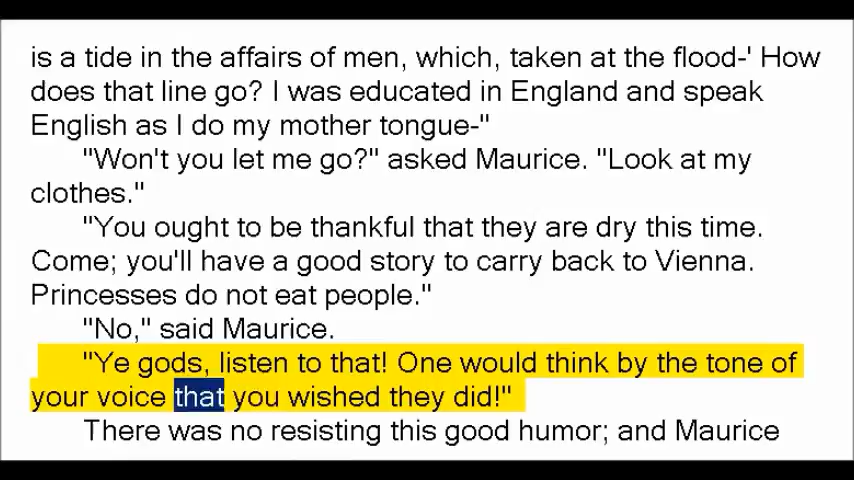 is a tide in the affairs of men, which, taken at the flood-' How
does that line go? I was educated in England and speak
English as I do my mother tongue-"
"Won't you let me go?" asked Maurice. "Look at my
clothes."
"You ought to be thankful that they are dry this time.
Come; you'll have a good story to carry back to Vienna.
Princesses do not eat people."
"No," said Maurice.
"Ye gods, listen to that! One would think by the tone of
your voice that you wished they did!"
There was no resisting this good humor; and Maurice